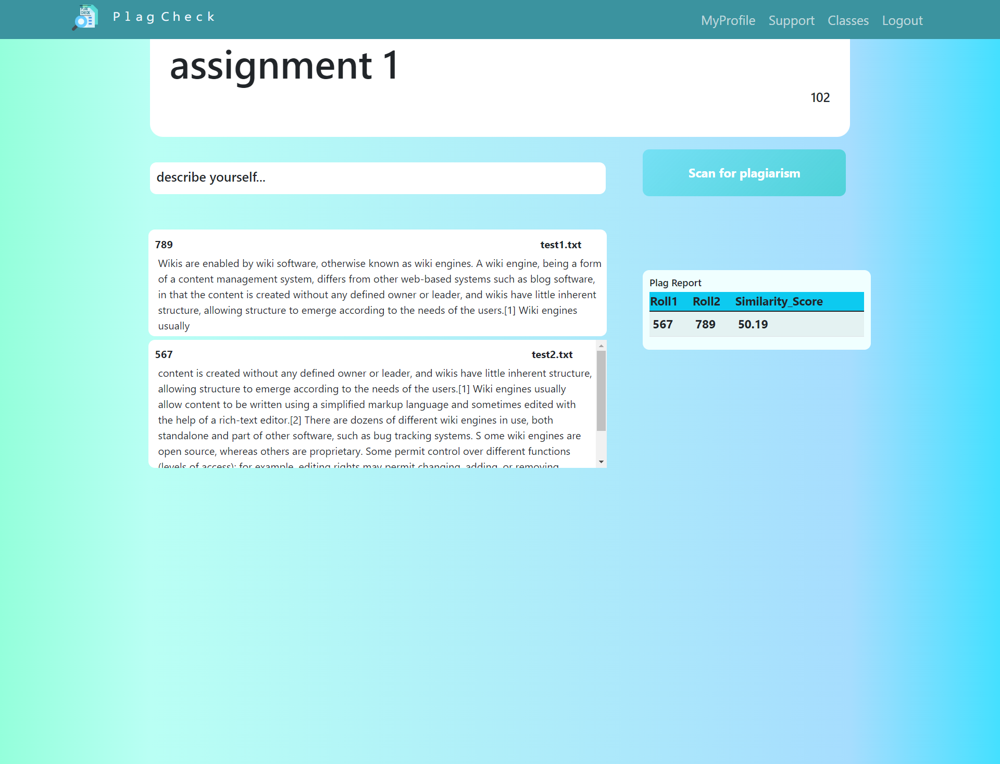 PLAG
CHECK
Plag Check
MyProfile Support Classes Logout
assignment 1
102
describe yourself...
Scan for plagiarism
789 test1.txt
Wikis are enabled by wiki software, otherwise known as wiki engines. A wiki engine, being a form
of a content management system, differs from other web-based systems such as blog software,
in that the content is created without any defined owner or leader, and wikis have little inherent
structure, allowing structure to emerge according to the needs of the users.[1] Wiki engines
usually
567 test2.txt
content is created without any defined owner or leader, and wikis have little inherent structure,
allowing structure to emerge according to the needs of the users.[1] Wiki engines usually
allow content to be written using a simplified markup language and sometimes edited with
the help of a rich-text editor.[2] There are dozens of different wiki engines in use, both
standalone and part of other software, such as bug tracking systems. S ome wiki engines are
open source, whereas others are proprietary. Some permit control over different functions
(levels of access); for example, editing rights may permit changing, adding, or removing
Plag Report
Roll1 Roll2 Similarity_Score
567 789 50.19